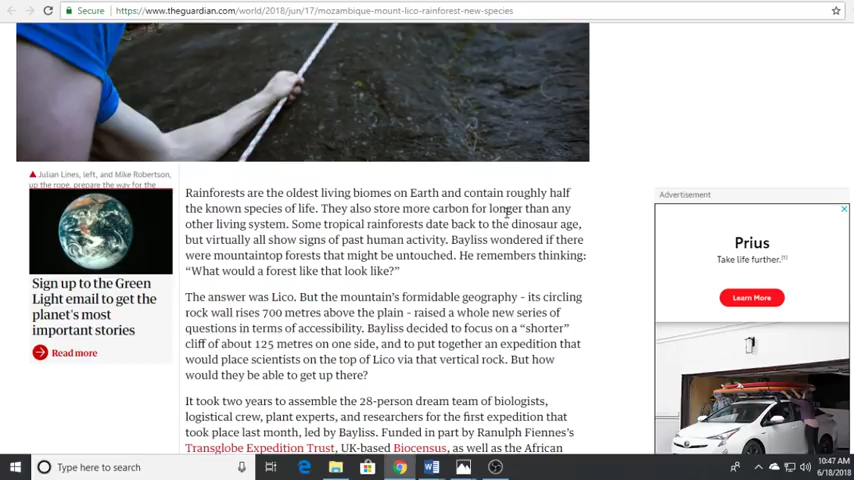 Secure
https://www.theguardian.com/world/2018/jun/17/mozambique-mount-lico-rainforest-new-species
Julian Lines, left, and Mike Robertson,
up the rope, prepare the way for the
Sign up to the Green
Light email to get the
planet's most
important stories
Read more
Rainforests are the oldest living biomes on Earth and contain roughly half
the known species of life. They also store more carbon for longer than any
other living system. Some tropical rainforests date back to the dinosaur age,
but virtually all show signs of past human activity. Bayliss wondered if there
were mountaintop forests that might be untouched. He remembers thinking:
“What would a forest like that look like?”
The answer was Lico. But the mountain's formidable geography - its circling
rock wall rises 700 metres above the plain - raised a whole new series of
questions in terms of accessibility. Bayliss decided to focus on a “shorter”
cliff of about 125 metres on one side, and to put together an expedition that
would place scientists on the top of Lico via that vertical rock. But how
would they be able to get up there?
It took two years to assemble the 28-person dream team of biologists,
logistical crew, plant experts, and researchers for the first expedition that
took place last month, led by Bayliss. Funded in part by Ranulph Fiennes's
Transglobe Expedition Trust, UK-based Biocensus, as well as the African
Advertisement
Prius
Take life further.[1]
Learn More
Type here to search
10:47 AM
6/18/2018